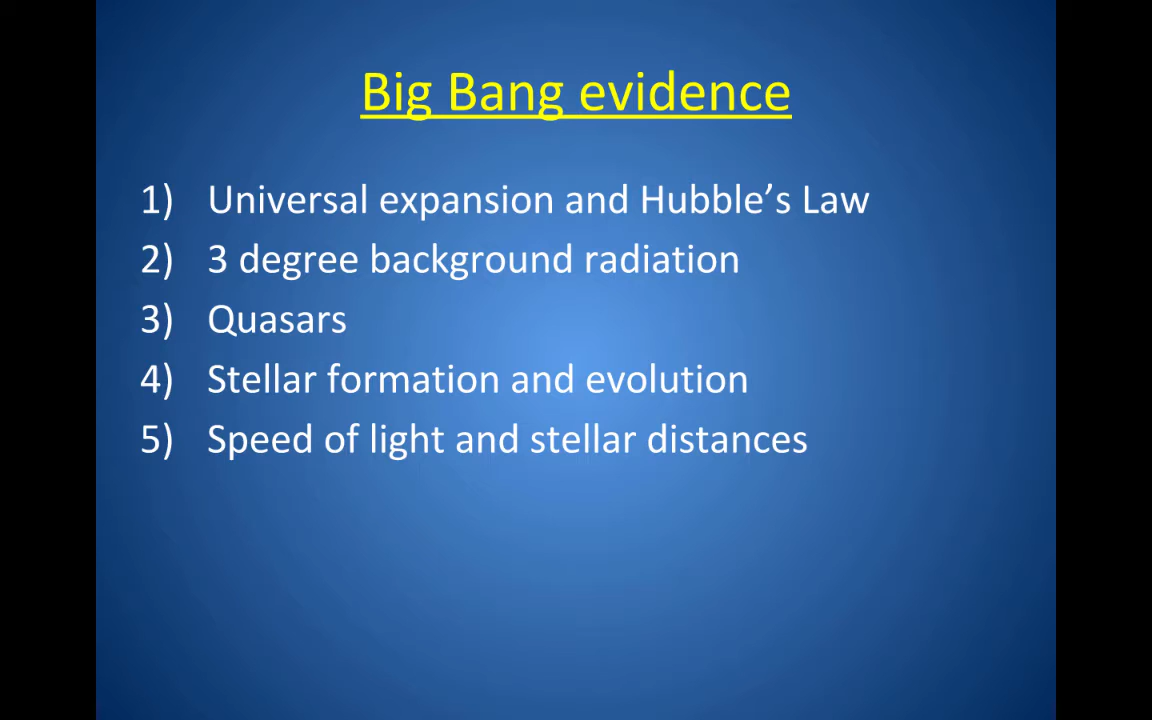 Big Bang evidence
1) Universal expansion and Hubble’s Law
2) 3 degree background radiation
3) Quasars
4) Stellar formation and evolution
5) Speed of light and stellar distances